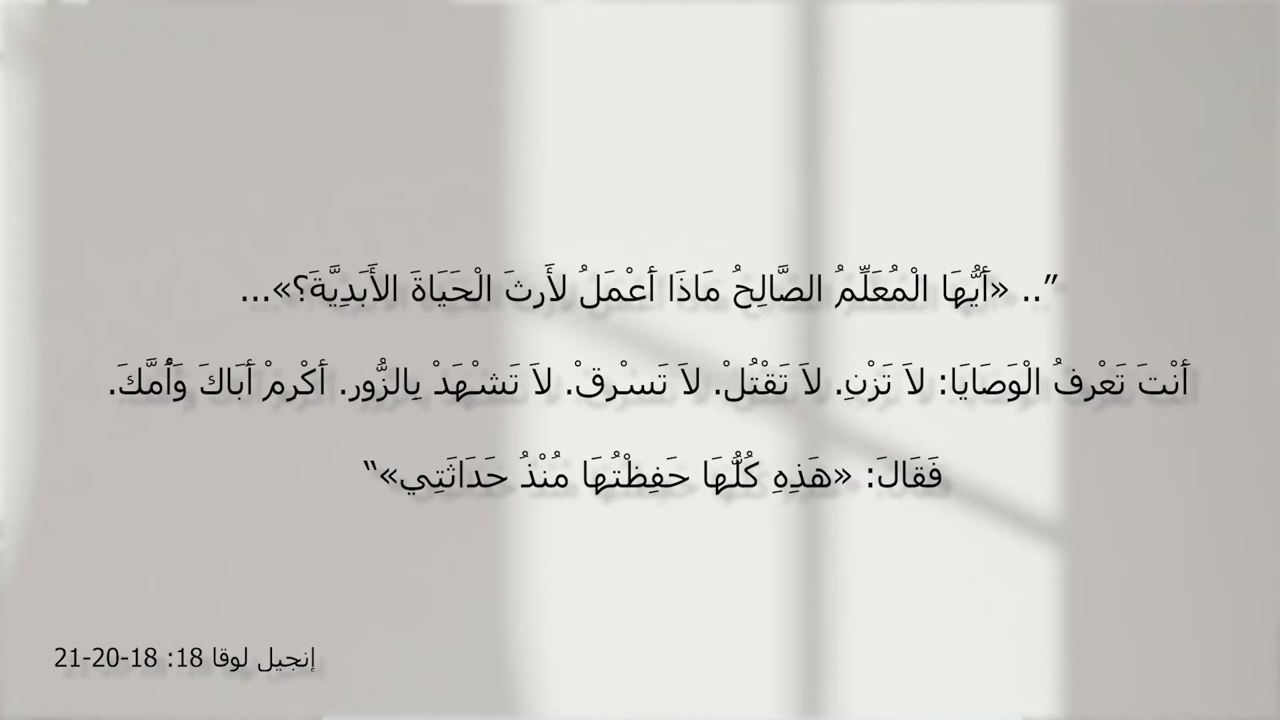 ”.. «أَيُّهَا الْمُعَلِّمُ الصَّالِحُ مَاذَا أَعْمَلُ لأَرِثَ الْحَيَاةَ الأَبَدِيَّةَ؟»...
أَنْتَ تَعْرِفُ الْوَصَايَا: لاَ تَزْنِ. لاَ تَقْتُلْ. لاَ تَسْرِقْ. لاَ تَشْهَدْ بِالزُّورِ. أَكْرِمْ أَبَاكَ وَأُمَّكَ.
فَقَالَ: «هَذِهِ كُلُّهَا حَفِظْتُهَا مُنْذُ حَدَاثَتِي»“
إنجيل لوقا 18: 18-20-21